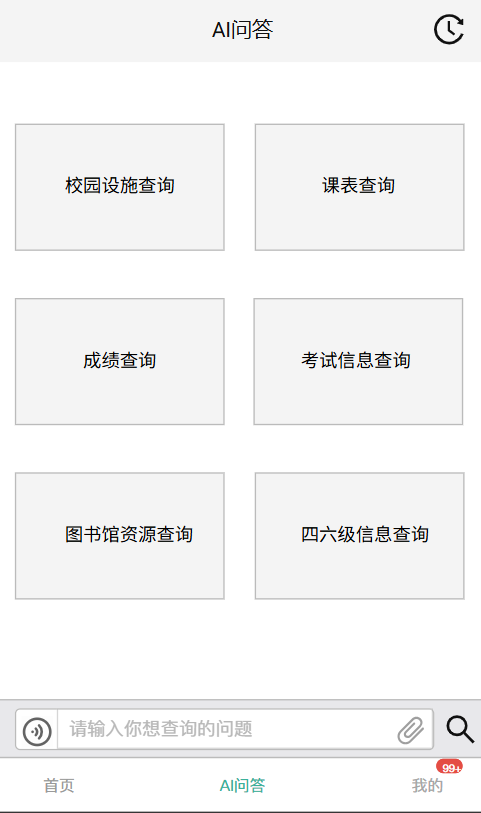 AI问答
校园设施查询
课表查询
成绩查询
考试信息查询
图书馆资源查询
四六级信息查询
请输入你想查询的问题
99+
首页
AI问答
我的